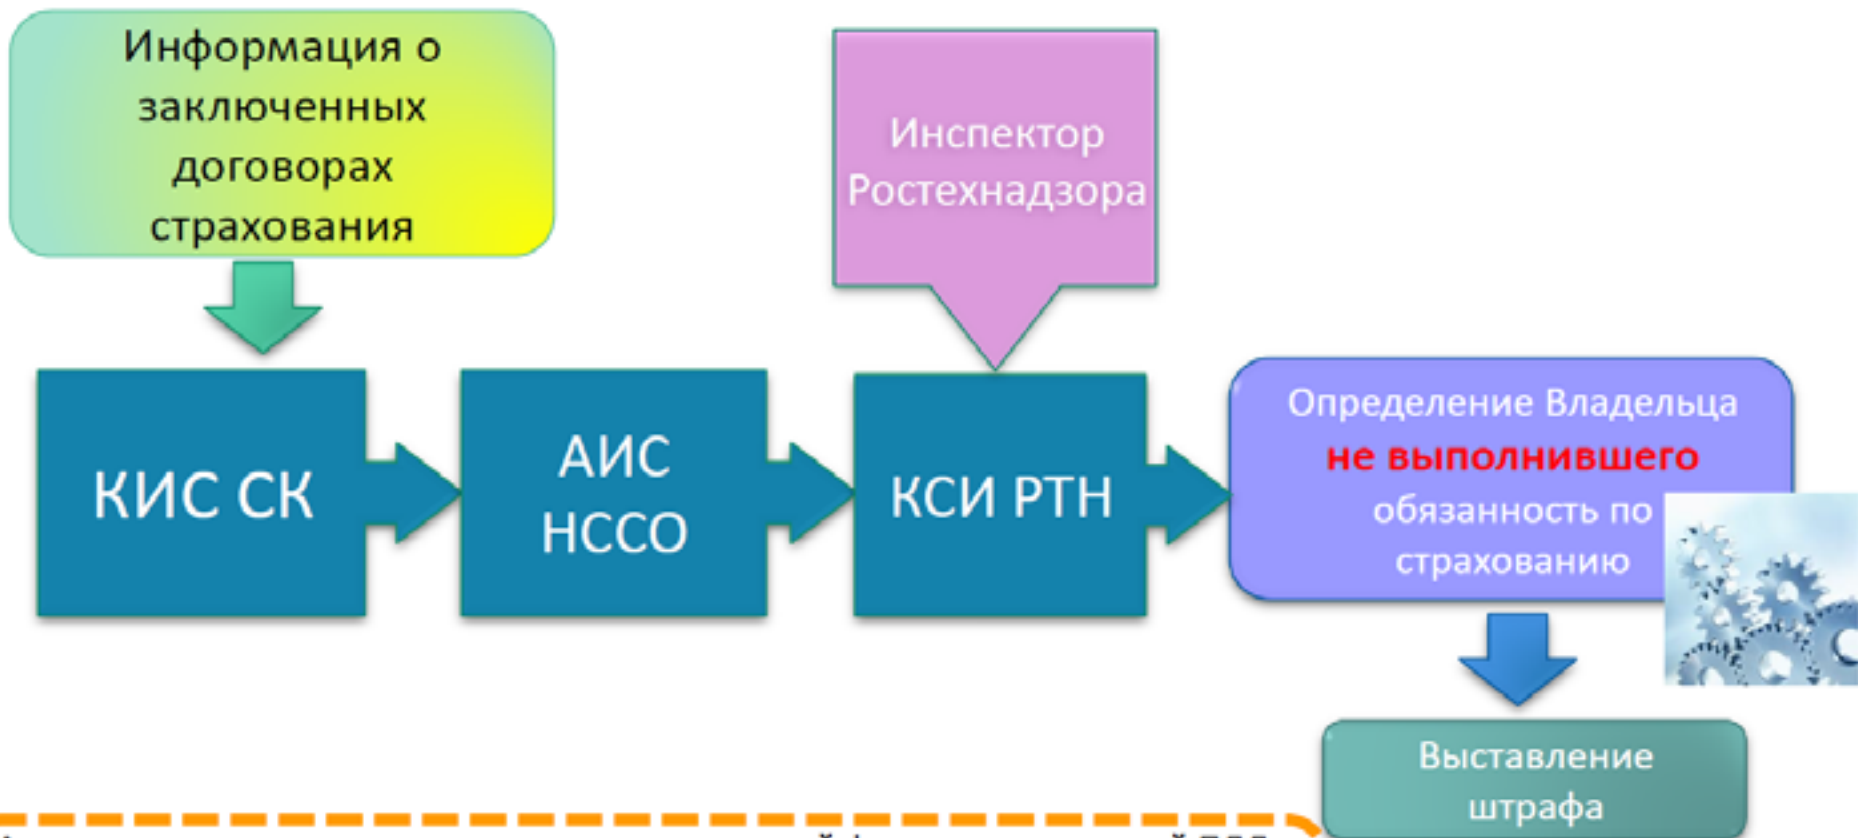 Информация о
заключенных
договорах
страхования
Инспектор
Ростехнадзора
КИС СК
АИС
НССО
КСИ РТН
Определение Владельца
не выполнившего
обязанность по
страхованию
Выставление
штрафа